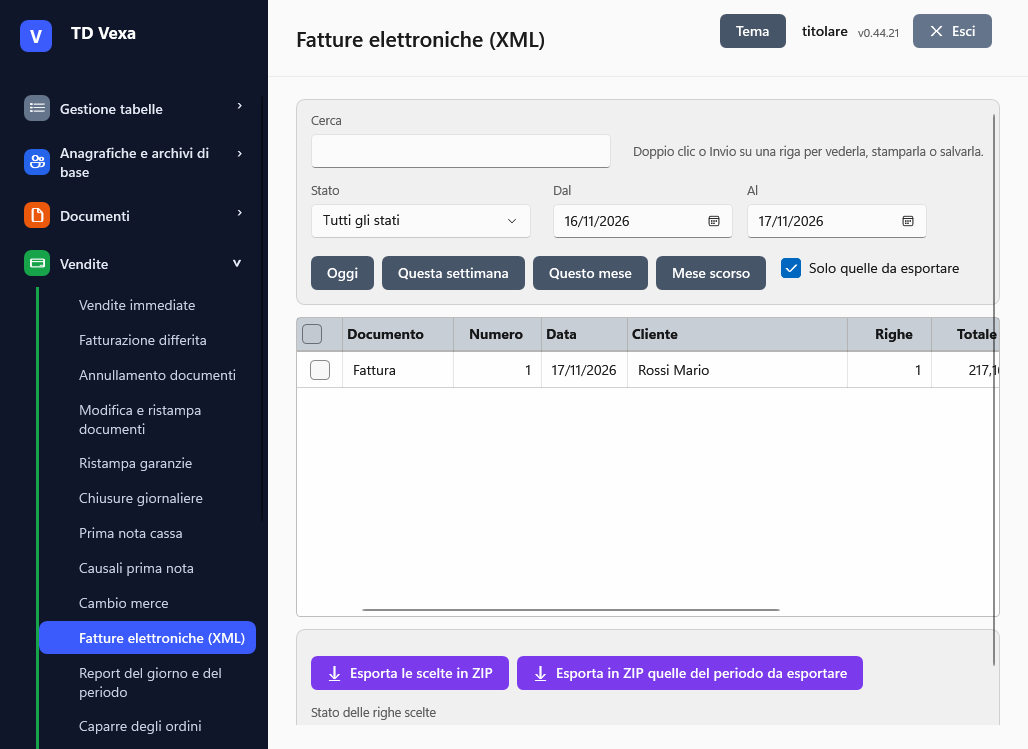 V
TD Vexa
Gestione tabelle
Anagrafiche e archivi di
base
Documenti
Vendite
Vendite immediate
Fatturazione differita
Annullamento documenti
Modifica e ristampa
documenti
Ristampa garanzie
Chiusure giornaliere
Prima nota cassa
Causali prima nota
Cambio merce
Fatture elettroniche (XML)
Report del giorno e del
periodo
Caparre degli ordini
Fatture elettroniche (XML)
Tema
titolare
v0.44.21
Esci
Cerca
Doppio clic o Invio su una riga per vederla, stamparla o salvarla.
Stato
Dal
Al
Tutti gli stati
16/11/2026
17/11/2026
Oggi
Questa settimana
Questo mese
Mese scorso
Solo quelle da esportare
Documento Numero Data Cliente Righe Totale
Fattura 1 17/11/2026 Rossi Mario 1 217,1
Esporta le scelte in ZIP
Esporta in ZIP quelle del periodo da esportare
Stato delle righe scelte